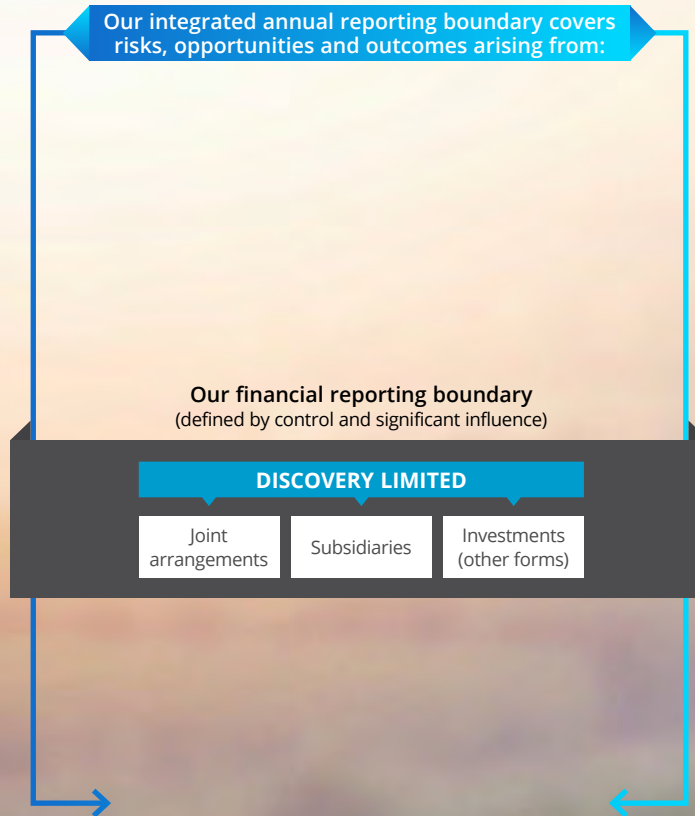 Our integrated annual reporting boundary covers
risks, opportunities and outcomes arising from:
Our financial reporting boundary
(defined by control and significant influence)
DISCOVERY LIMITED
Joint
arrangements
Subsidiaries
Investments
(other forms)